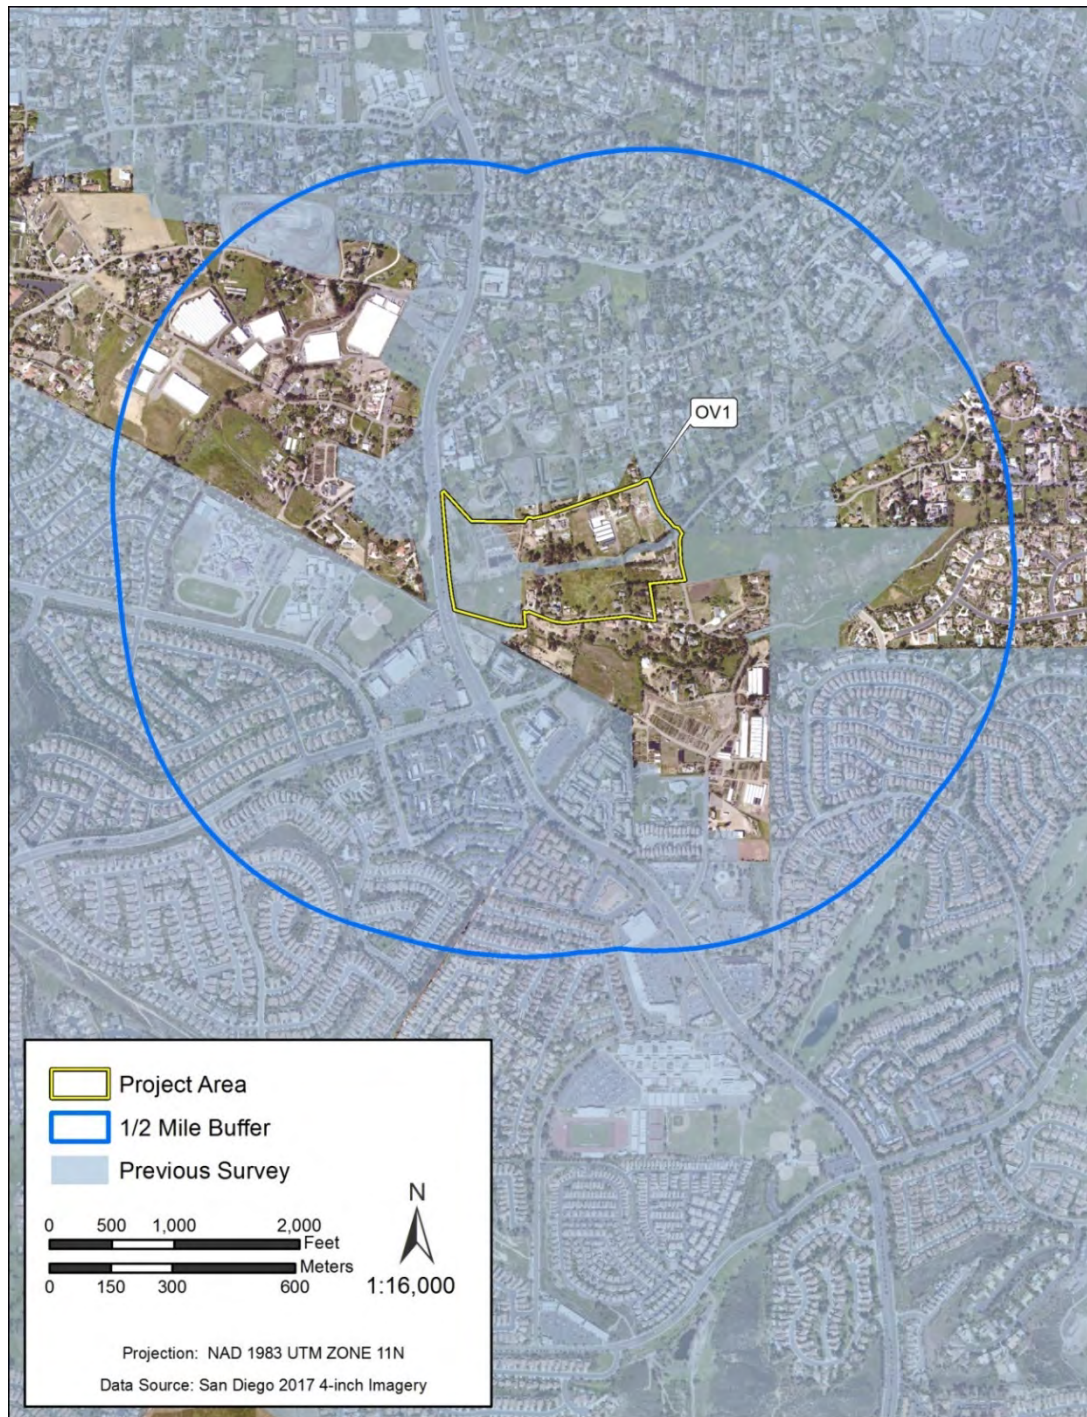 OV1
Project Area
1/2 Mile Buffer
Previous Survey
N
0 500 1,000 2,000
Feet
Meters
0 150 300 600
1:16,000
Projection: NAD 1983 UTM ZONE 11N
Data Source: San Diego 2017 4-inch Imagery